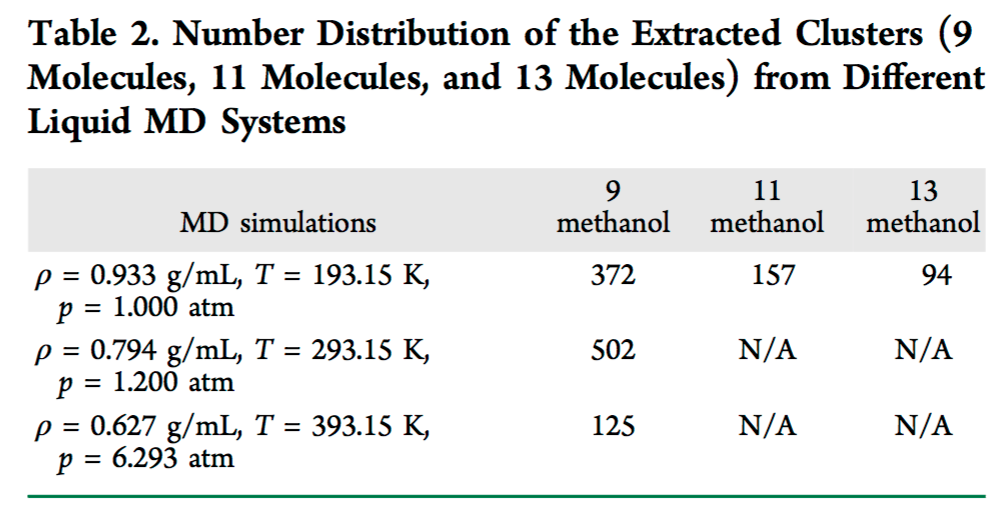 Table 2. Number Distribution of the Extracted Clusters (9
Molecules, 11 Molecules, and 13 Molecules) from Different
Liquid MD Systems
MD simulations 9 methanol 11 methanol 13 methanol
ρ = 0.933 g/mL, T = 193.15 K, 372 157 94
p = 1.000 atm
ρ = 0.794 g/mL, T = 293.15 K, 502 N/A N/A
p = 1.200 atm
ρ = 0.627 g/mL, T = 393.15 K, 125 N/A N/A
p = 6.293 atm